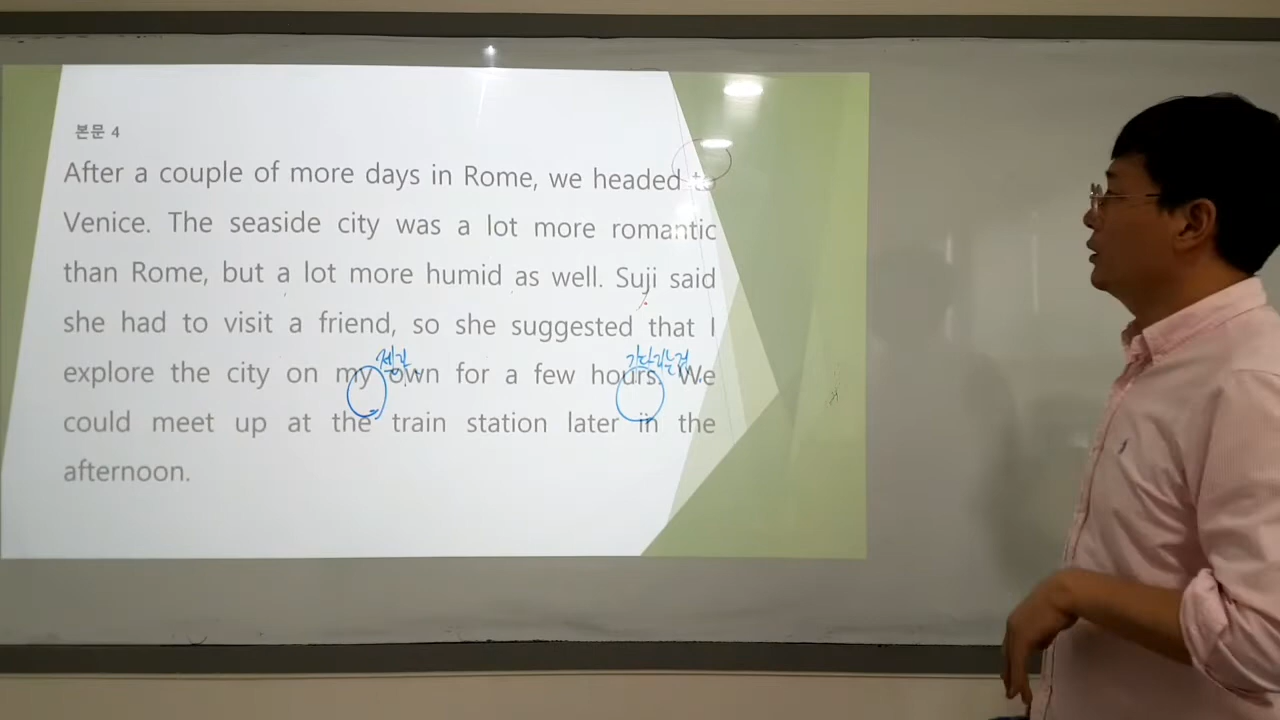 본문 4
After a couple of more days in Rome, we headed to
Venice. The seaside city was a lot more romantic
than Rome, but a lot more humid as well. Suji said
she had to visit a friend, so she suggested that I
explore the city on my own for a few hours. We
could meet up at the train station later in the
afternoon.